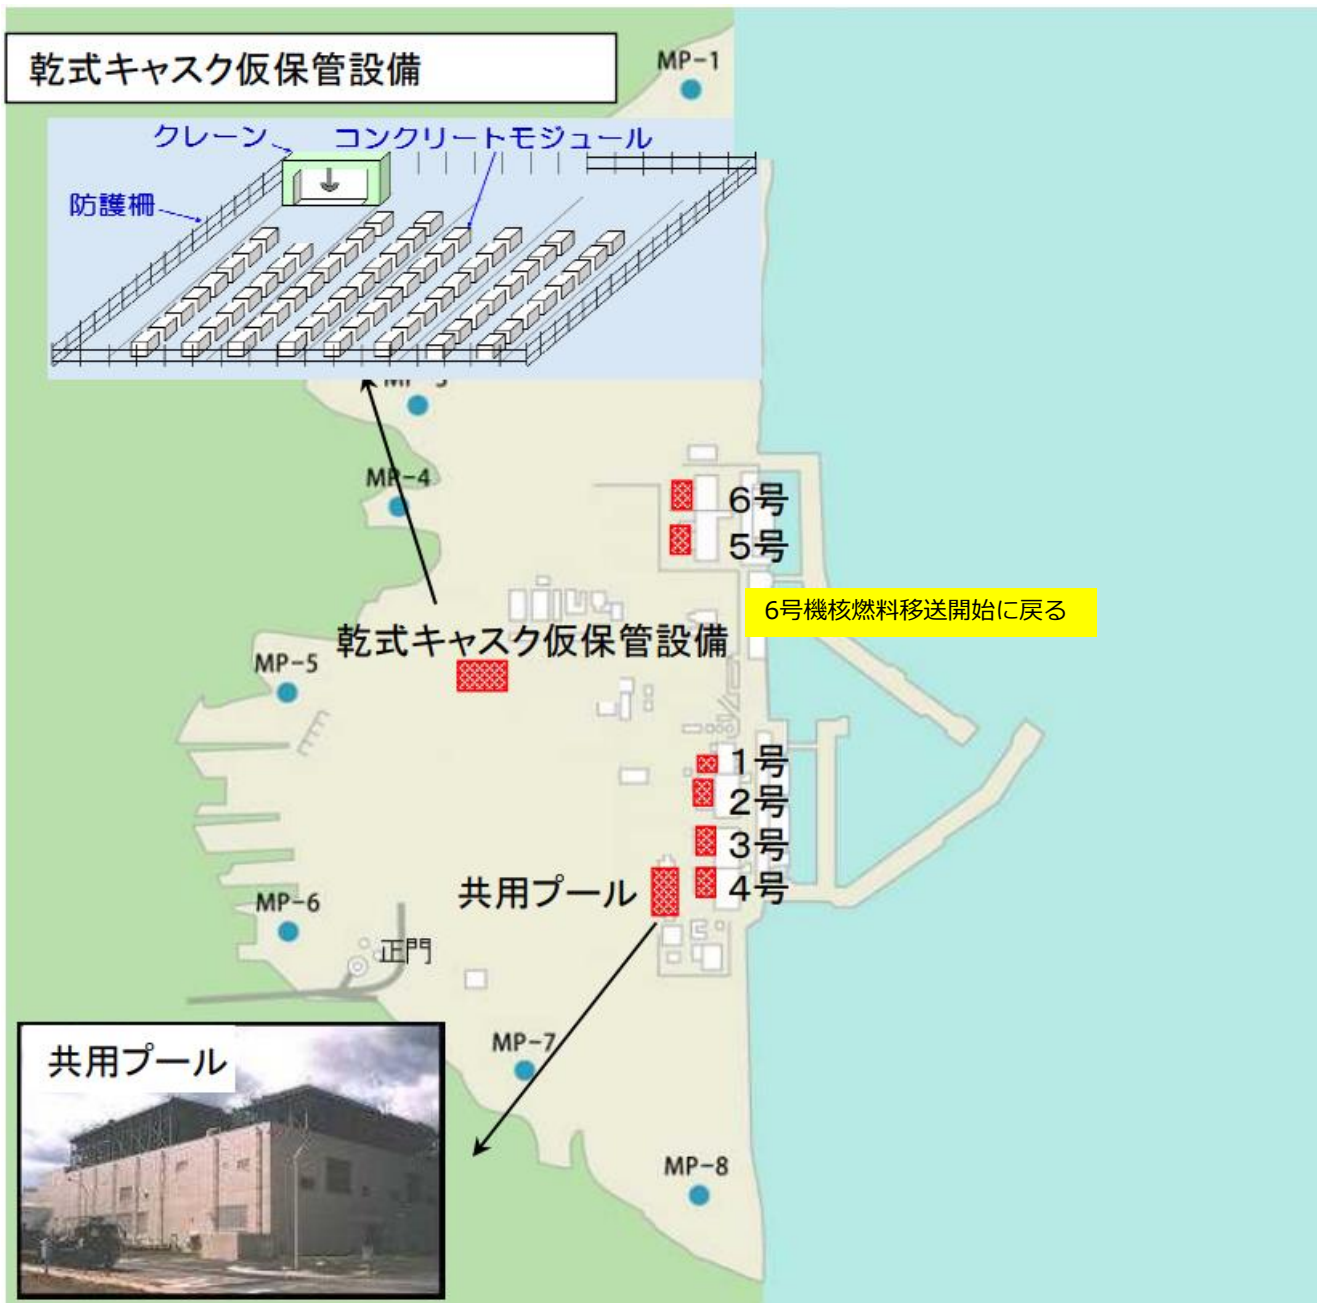 乾式キャスク仮保管設備
MP-1
クレーン
コンクリートモジュール
防護柵
MP-4
6号
5号
6号機核燃料移送開始に戻る
乾式キャスク仮保管設備
MP-5
1号
2号
3号
4号
共用プール
MP-6
正門
共用プール
MP-7
MP-8